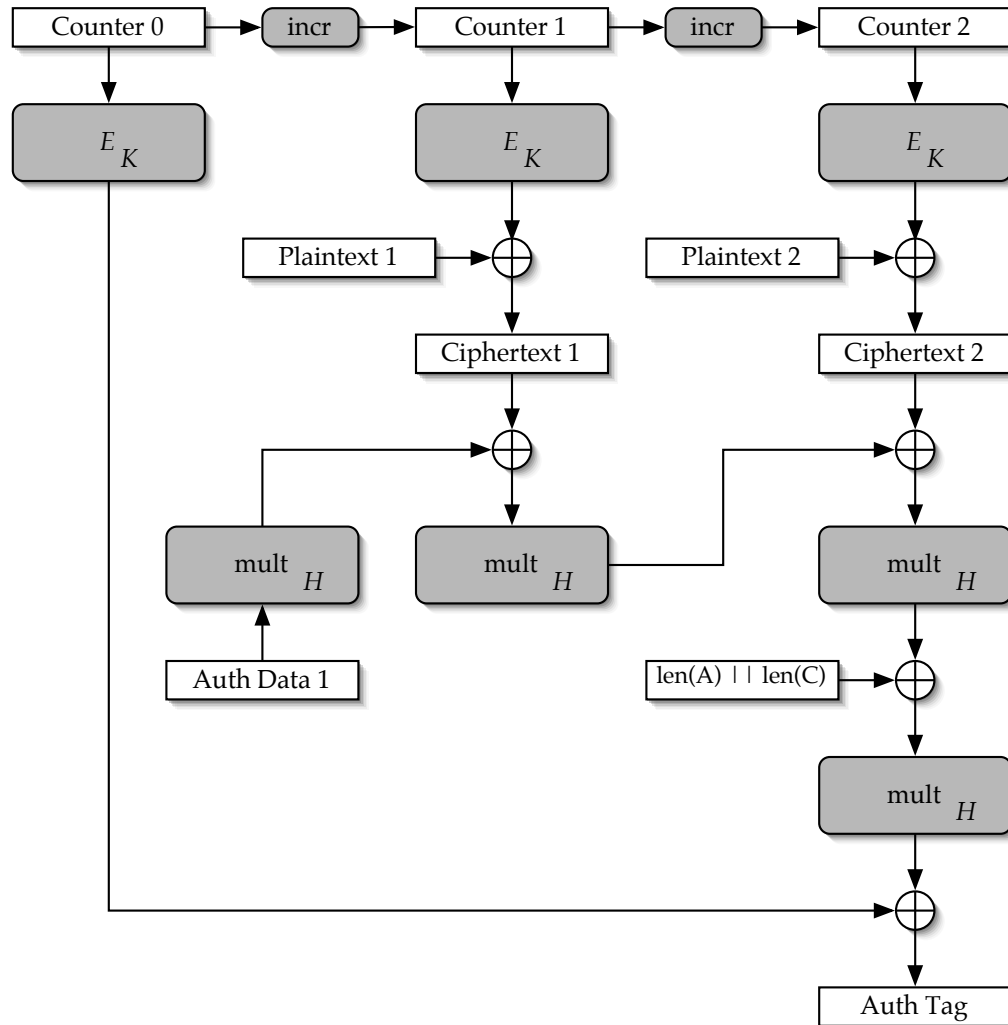 Counter 0
incr
Counter 1
incr
Counter 2
E K
E K
E K
Plaintext 1
Plaintext 2
Ciphertext 1
Ciphertext 2
mult H
mult H
mult H
Auth Data 1
len(A) || len(C)
mult H
Auth Tag